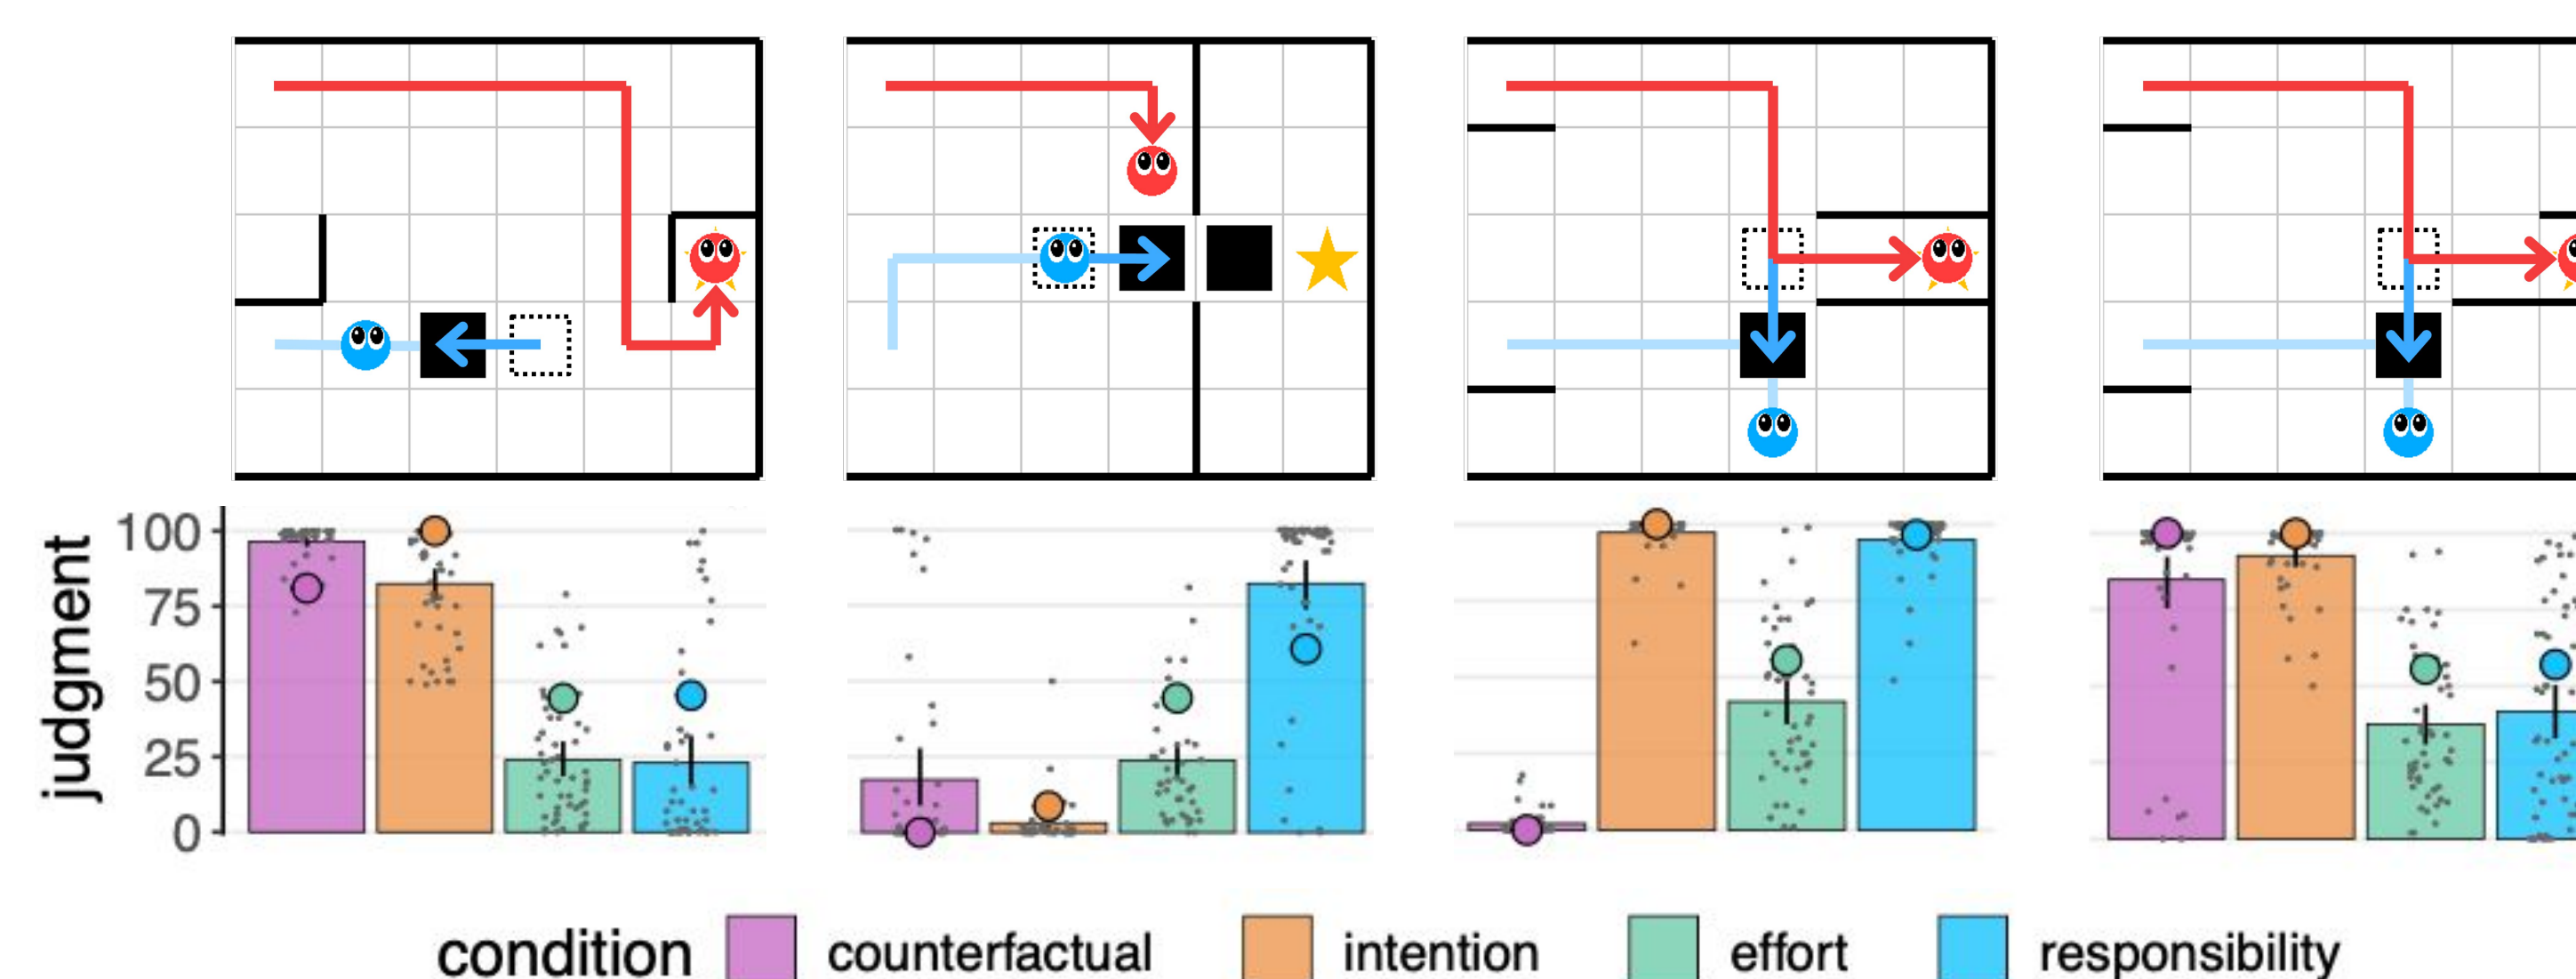 judgment
100
75
50
25
0
condition counterfactual intention effort responsibility